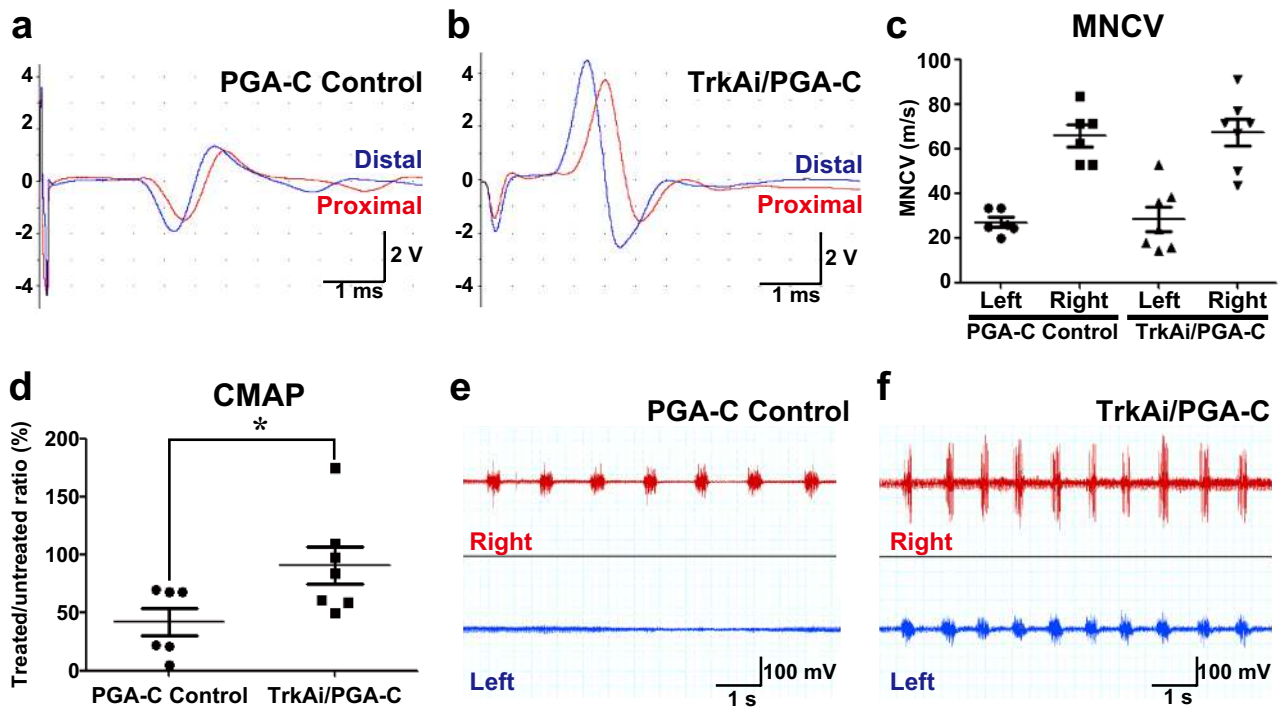 a
PGA-C Control
4
2
0
-2
-4
Distal
Proximal
2 V
1 ms
b
TrkAi/PGA-C
4
2
0
-2
-4
Distal
Proximal
2 V
1 ms
c
MNCV
MNCV (m/s)
100
80
60
40
20
0
Left Right Left Right
PGA-C Control TrkAi/PGA-C
d
CMAP
*
Treated/untreated ratio (%)
200
150
100
50
0
PGA-C Control TrkAi/PGA-C
e
PGA-C Control
Right
Left
100 mV
1 s
f
TrkAi/PGA-C
Right
Left
100 mV
1 s